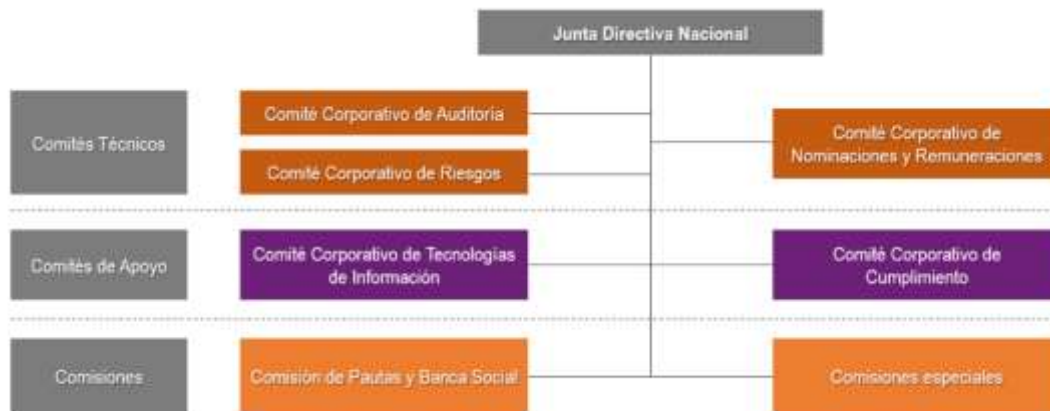 Junta Directiva Nacional
Comités Técnicos
Comité Corporativo de Auditoría
Comité Corporativo de Riesgos
Comité Corporativo de
Nominaciones y Remuneraciones
Comités de Apoyo
Comité Corporativo de Tecnologías
de Información
Comité Corporativo de
Cumplimiento
Comisiones
Comisión de Pautas y Banca Social
Comisiones especiales